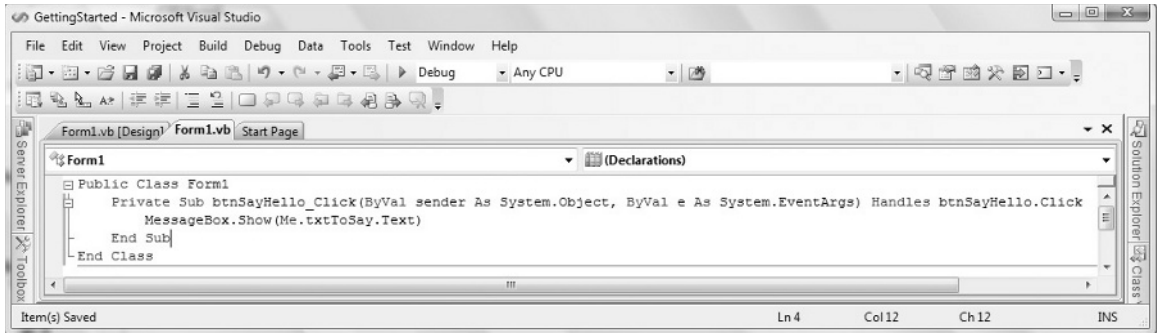 GettingStarted - Microsoft Visual Studio
File Edit View Project Build Debug Data Tools Test Window Help
Debug Any CPU
Form1.vb [Design] Form1.vb Start Page
Form1 (Declarations)
Public Class Form1
Private Sub btnSayHello_Click(ByVal sender As System.Object, ByVal e As System.EventArgs) Handles btnSayHello.Click
MessageBox.Show(Me.txtToSay.Text)
End Sub
End Class
Server Explorer
Toolbox
Solution Explorer
Class
Item(s) Saved Ln 4 Col 12 Ch 12 INS